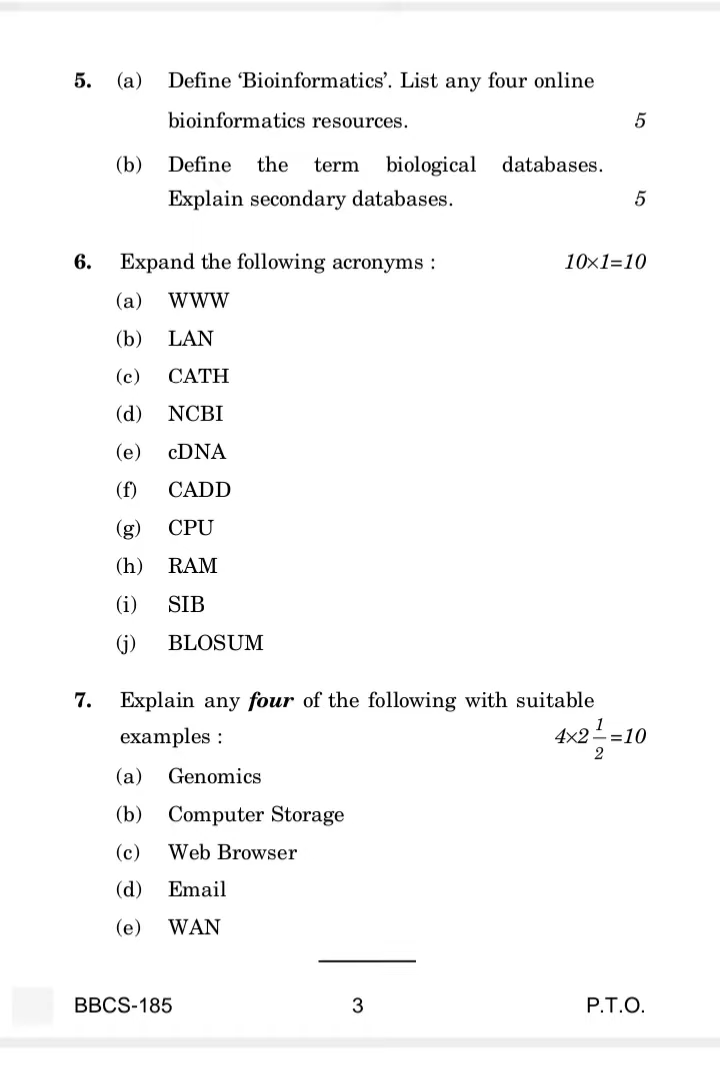 5. (a) Define ‘Bioinformatics’. List any four online
bioinformatics resources. 5
(b) Define the term biological databases.
Explain secondary databases. 5
6. Expand the following acronyms : 10×1=10
(a) WWW
(b) LAN
(c) CATH
(d) NCBI
(e) cDNA
(f) CADD
(g) CPU
(h) RAM
(i) SIB
(j) BLOSUM
7. Explain any four of the following with suitable
examples : 4×2 1/2 =10
(a) Genomics
(b) Computer Storage
(c) Web Browser
(d) Email
(e) WAN
BBCS-185 3 P.T.O.